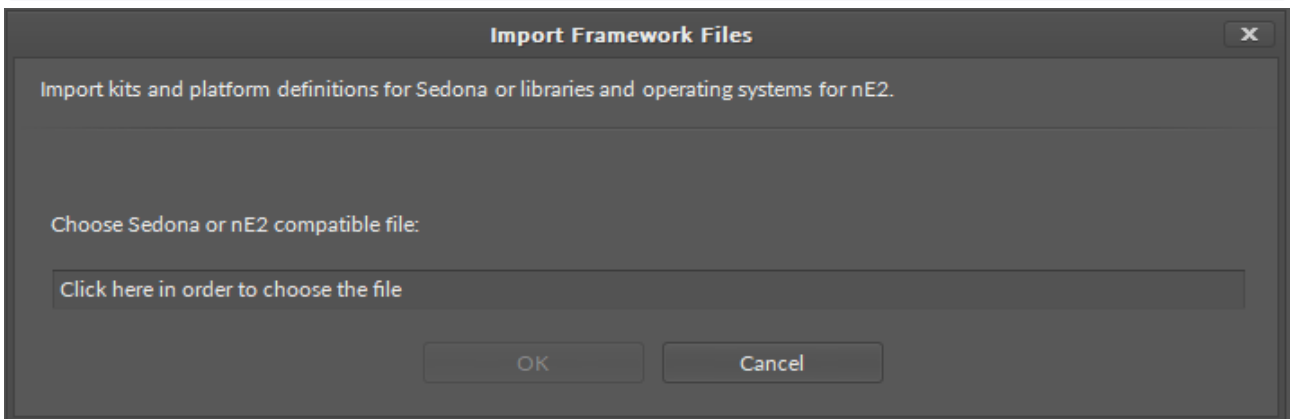 Import Framework Files
x
Import kits and platform definitions for Sedona or libraries and operating systems for nE2.
Choose Sedona or nE2 compatible file:
Click here in order to choose the file
OK Cancel